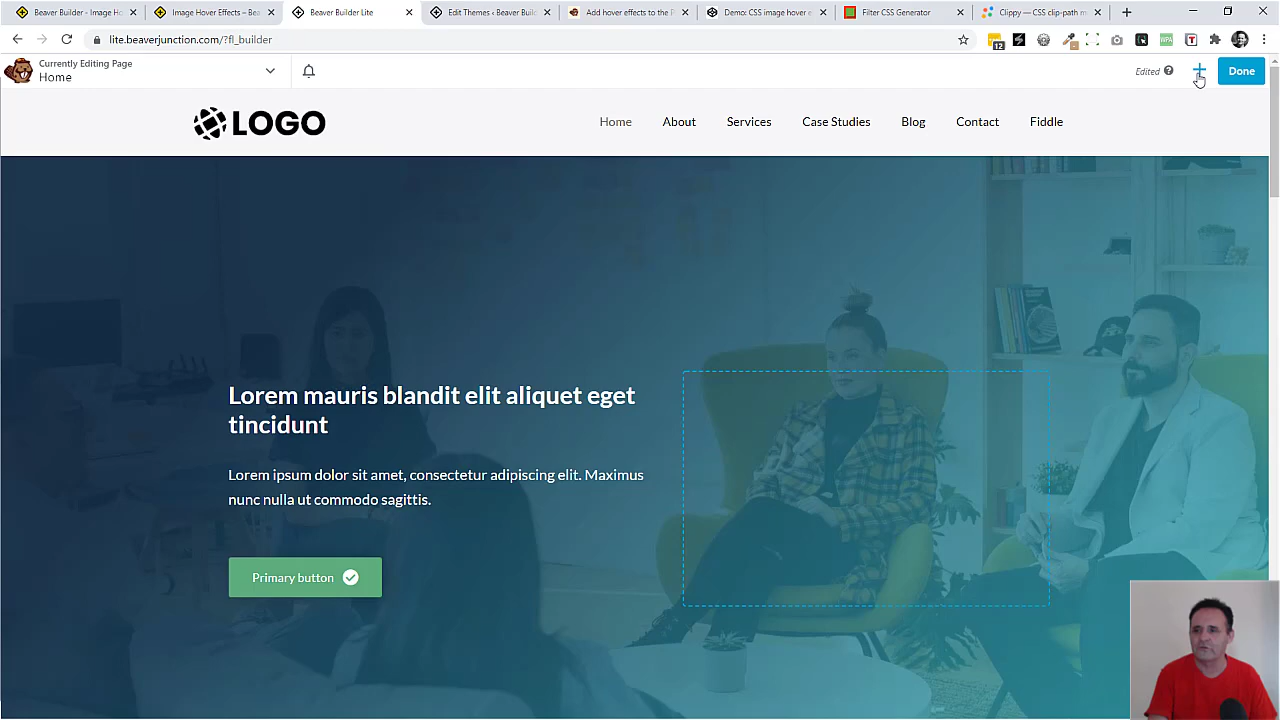 Beaver Builder - Image Ho
Image Hover Effects – Bea
Beaver Builder Lite
Edit Themes ‹ Beaver Buil
Add hover effects to the P
Demo: CSS image hover e
Filter CSS Generator
Clippy — CSS clip-path m
lite.beaverjunction.com/?fl_builder
12
Currently Editing Page
Home
Edited
Done
LOGO
Home
About
Services
Case Studies
Blog
Contact
Fiddle
Lorem mauris blandit elit aliquet eget
tincidunt
Lorem ipsum dolor sit amet, consectetur adipiscing elit. Maximus
nunc nulla ut commodo sagittis.
Primary button